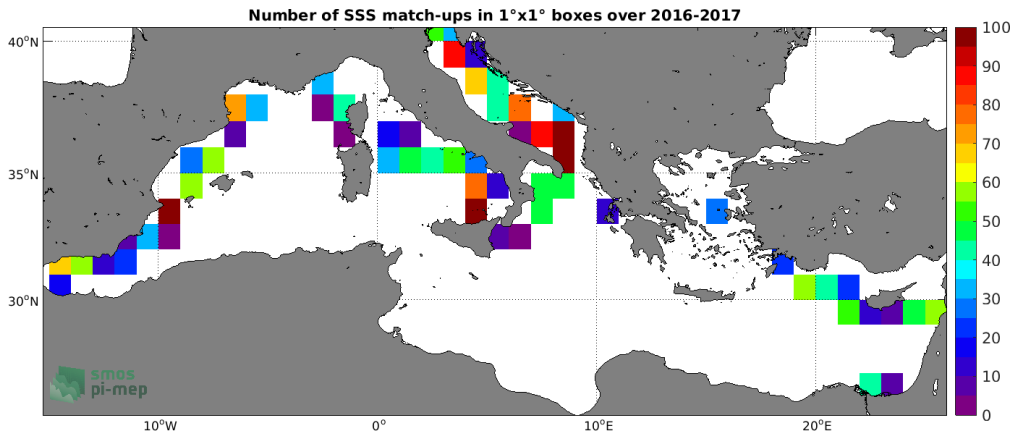 Number of SSS match-ups in 1°x1° boxes over 2016-2017
40°N
35°N
30°N
10°W
0°
10°E
20°E
100
90
80
70
60
50
40
30
20
10
0
smos
pi-mep